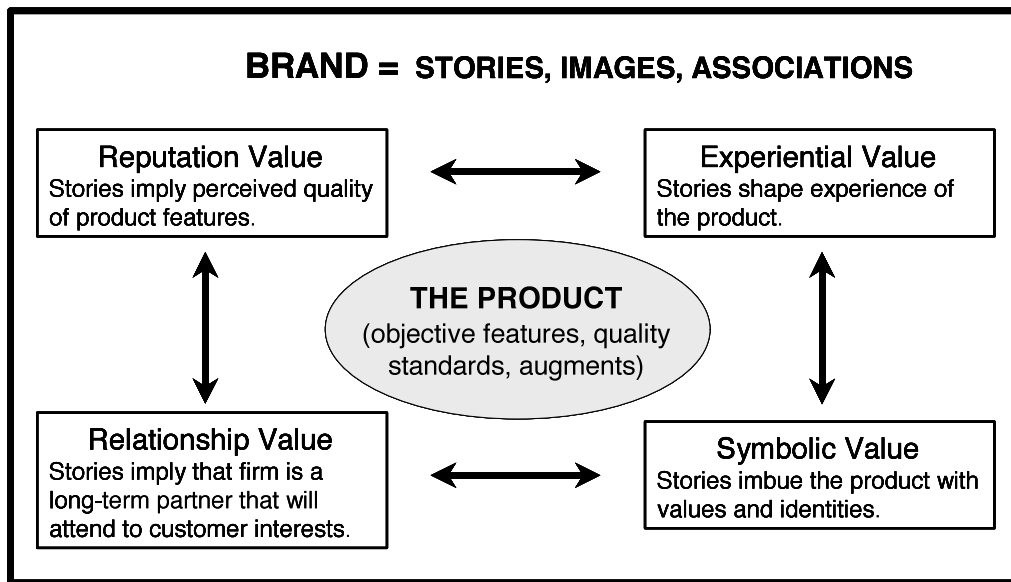 BRAND = STORIES, IMAGES, ASSOCIATIONS
Reputation Value
Stories imply perceived quality
of product features.
Experiential Value
Stories shape experience of
the product.
THE PRODUCT
(objective features, quality
standards, augments)
Relationship Value
Stories imply that firm is a
long-term partner that will
attend to customer interests.
Symbolic Value
Stories imbue the product with
values and identities.